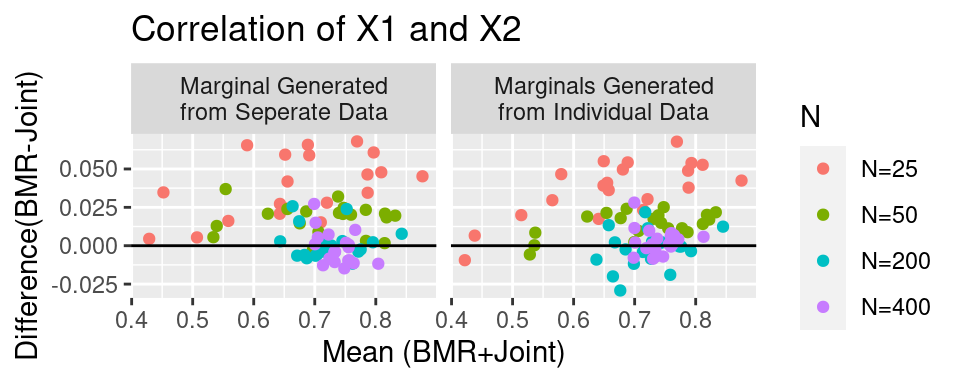 Correlation of X1 and X2
Marginal Generated
from Seperate Data
Marginals Generated
from Individual Data
Difference(BMR-Joint)
0.050
0.025
0.000
-0.025
0.4 0.5 0.6 0.7 0.8
0.4 0.5 0.6 0.7 0.8
Mean (BMR+Joint)
N
N=25
N=50
N=200
N=400